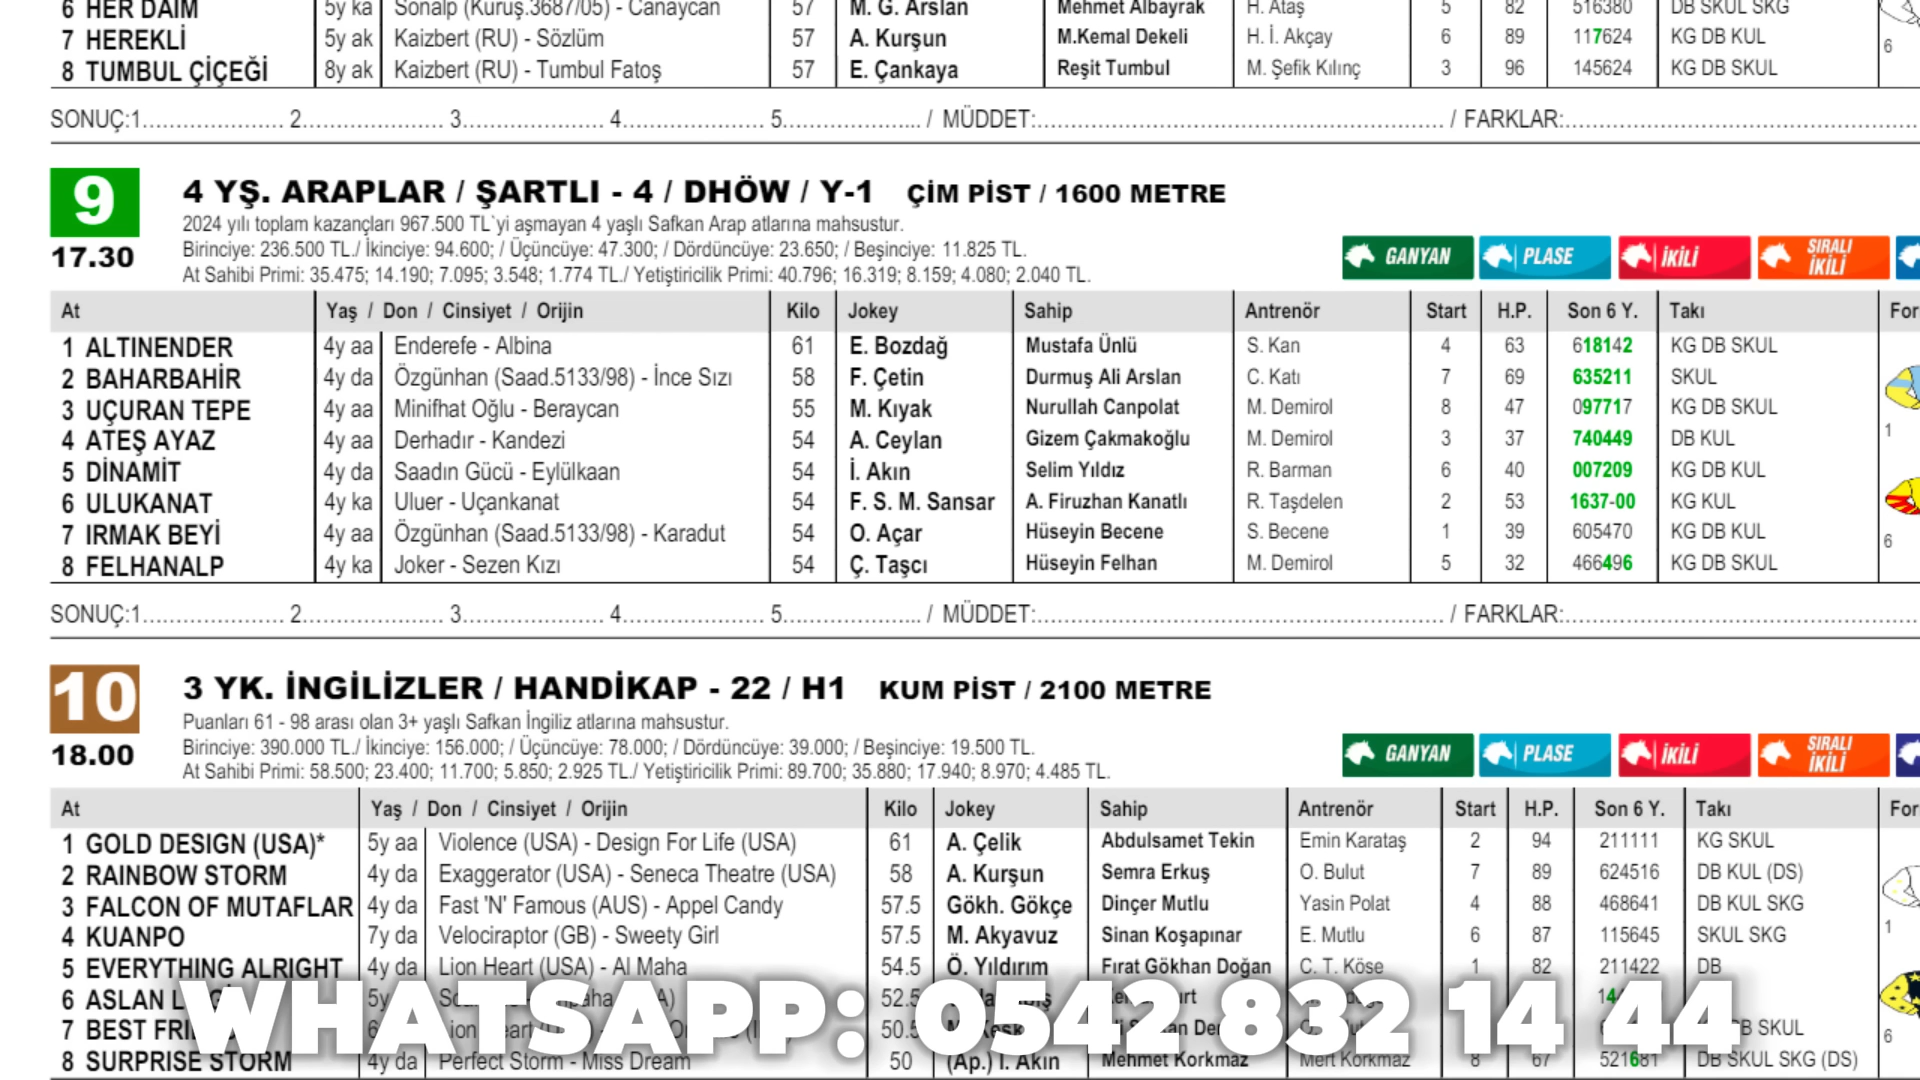 6 HER DAİM 5y ka Sonalp (Kuruş.3687/05) - Canaycan 57 M. G. Arslan Mehmet Albayrak H. Ataş 5 82 516380 DB SKUL SKG
7 HEREKLİ 5y ak Kaizbert (RU) - Sözlüm 57 A. Kurşun M.Kemal Dekeli H. İ. Akçay 6 89 117624 KG DB KUL 6
8 TUMBUL ÇİÇEĞİ 8y ak Kaizbert (RU) - Tumbul Fatoş 57 E. Çankaya Reşit Tumbul M. Şefik Kılınç 3 96 145624 KG DB SKUL
SONUÇ:1..................... 2..................... 3..................... 4..................... 5..................... / MÜDDET:............................................................. / FARKLAR:.....................................................
9 4 YŞ. ARAPLAR / ŞARTLI - 4 / DHÖW / Y-1 ÇİM PİST / 1600 METRE
2024 yılı toplam kazançları 967.500 TL`yi aşmayan 4 yaşlı Safkan Arap atlarına mahsustur.
17.30 Birinciye: 236.500 TL./ İkinciye: 94.600; / Üçüncüye: 47.300; / Dördüncüye: 23.650; / Beşinciye: 11.825 TL.
At Sahibi Primi: 35.475; 14.190; 7.095; 3.548; 1.774 TL./ Yetiştiricilik Primi: 40.796; 16.319; 8.159; 4.080; 2.040 TL.
GANYAN PLASE İKİLİ SIRALI İKİLİ
At Yaş / Don / Cinsiyet / Orijin Kilo Jokey Sahip Antrenör Start H.P. Son 6 Y. Takı For
1 ALTINENDER 4y aa Enderefe - Albina 61 E. Bozdağ Mustafa Ünlü S. Kan 4 63 618142 KG DB SKUL
2 BAHARBAHİR 4y da Özgünhan (Saad.5133/98) - İnce Sızı 58 F. Çetin Durmuş Ali Arslan C. Katı 7 69 635211 SKUL
3 UÇURAN TEPE 4y aa Minifhat Oğlu - Beraycan 55 M. Kıyak Nurullah Canpolat M. Demirol 8 47 097717 KG DB SKUL
4 ATEŞ AYAZ 4y aa Derhadır - Kandezi 54 A. Ceylan Gizem Çakmakoğlu M. Demirol 3 37 740449 DB KUL 1
5 DİNAMİT 4y da Saadın Gücü - Eylülkaan 54 İ. Akın Selim Yıldız R. Barman 6 40 007209 KG DB KUL
6 ULUKANAT 4y ka Uluer - Uçankanat 54 F. S. M. Sansar A. Firuzhan Kanatlı R. Taşdelen 2 53 1637-00 KG KUL
7 IRMAK BEYİ 4y aa Özgünhan (Saad.5133/98) - Karadut 54 O. Açar Hüseyin Becene S. Becene 1 39 605470 KG DB KUL 6
8 FELHANALP 4y ka Joker - Sezen Kızı 54 Ç. Taşcı Hüseyin Felhan M. Demirol 5 32 466496 KG DB SKUL
SONUÇ:1..................... 2..................... 3..................... 4..................... 5..................... / MÜDDET:............................................................. / FARKLAR:.....................................................
10 3 YK. İNGİLİZLER / HANDİKAP - 22 / H1 KUM PİST / 2100 METRE
Puanları 61 - 98 arası olan 3+ yaşlı Safkan İngiliz atlarına mahsustur.
18.00 Birinciye: 390.000 TL./ İkinciye: 156.000; / Üçüncüye: 78.000; / Dördüncüye: 39.000; / Beşinciye: 19.500 TL.
At Sahibi Primi: 58.500; 23.400; 11.700; 5.850; 2.925 TL./ Yetiştiricilik Primi: 89.700; 35.880; 17.940; 8.970; 4.485 TL.
GANYAN PLASE İKİLİ SIRALI İKİLİ
At Yaş / Don / Cinsiyet / Orijin Kilo Jokey Sahip Antrenör Start H.P. Son 6 Y. Takı For
1 GOLD DESIGN (USA)* 5y aa Violence (USA) - Design For Life (USA) 61 A. Çelik Abdulsamet Tekin Emin Karataş 2 94 211111 KG SKUL
2 RAINBOW STORM 4y da Exaggerator (USA) - Seneca Theatre (USA) 58 A. Kurşun Semra Erkuş O. Bulut 7 89 624516 DB KUL (DS)
3 FALCON OF MUTAFLAR 4y da Fast 'N' Famous (AUS) - Appel Candy 57.5 Gökh. Gökçe Dinçer Mutlu Yasin Polat 4 88 468641 DB KUL SKG
4 KUANPO 7y da Velociraptor (GB) - Sweety Girl 57.5 M. Akyavuz Sinan Koşapınar E. Mutlu 6 87 115645 SKUL SKG 1
5 EVERYTHING ALRIGHT 4y da Lion Heart (USA) - Al Maha 54.5 Ö. Yıldırım Fırat Gökhan Doğan C. T. Köse 1 82 211422 DB
6 ASLAN 5y 52.5
7 BEST 50.5 SKUL 6
8 SURPRISE STORM 4y da Perfect Storm - Miss Dream 50 (Ap.) İ. Akın Mehmet Korkmaz Mert Korkmaz 8 67 521681 DB SKUL SKG (DS)
WHATSAPP: 0542 832 14 44